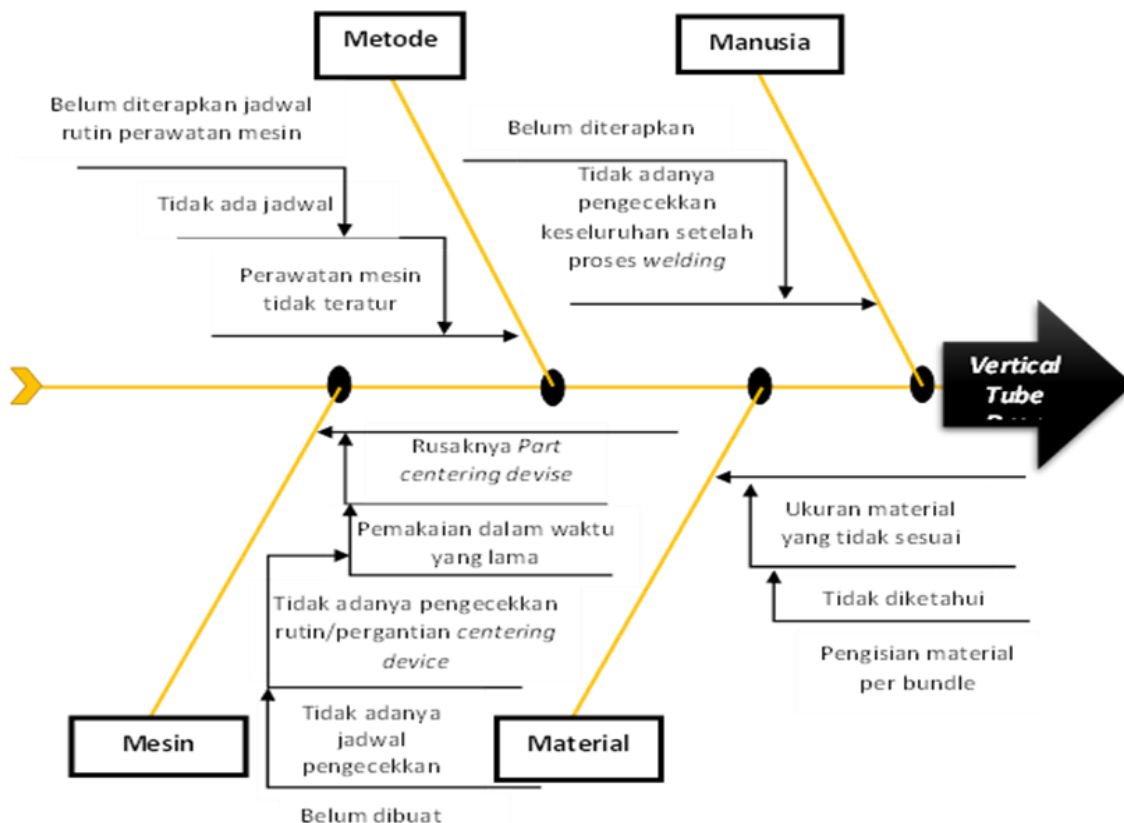 Metode
Manusia
Belum diterapkan jadwal
rutin perawatan mesin
Tidak ada jadwal
Perawatan mesin
tidak teratur
Belum diterapkan
Tidak adanya
pengecekkan
keseluruhan setelah
proses welding
Vertical
Tube
Rusaknya Part
centering devise
Pemakaian dalam waktu
yang lama
Tidak adanya pengecekkan
rutin/pergantian centering
device
Tidak adanya
jadwal
pengecekkan
Belum dibuat
Ukuran material
yang tidak sesuai
Tidak diketahui
Pengisian material
per bundle
Mesin
Material